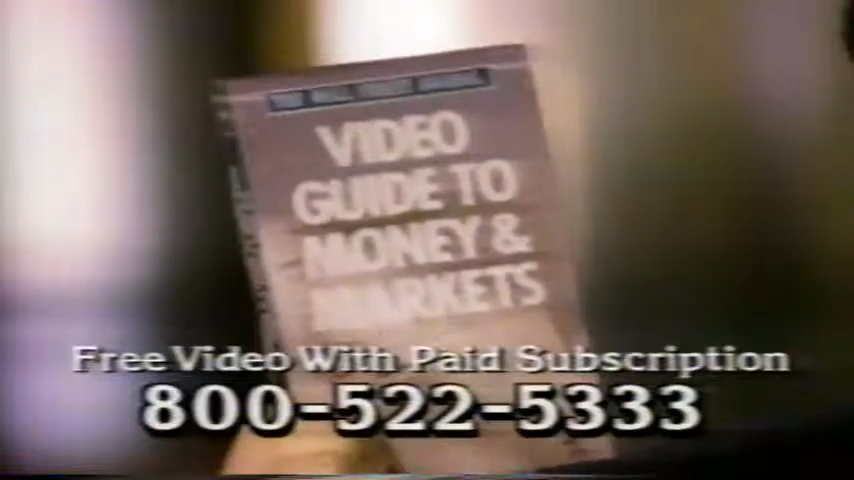 VIDEO
GUIDE TO
MONEY &
MARKETS
Free Video With Paid Subscription
800-522-5333